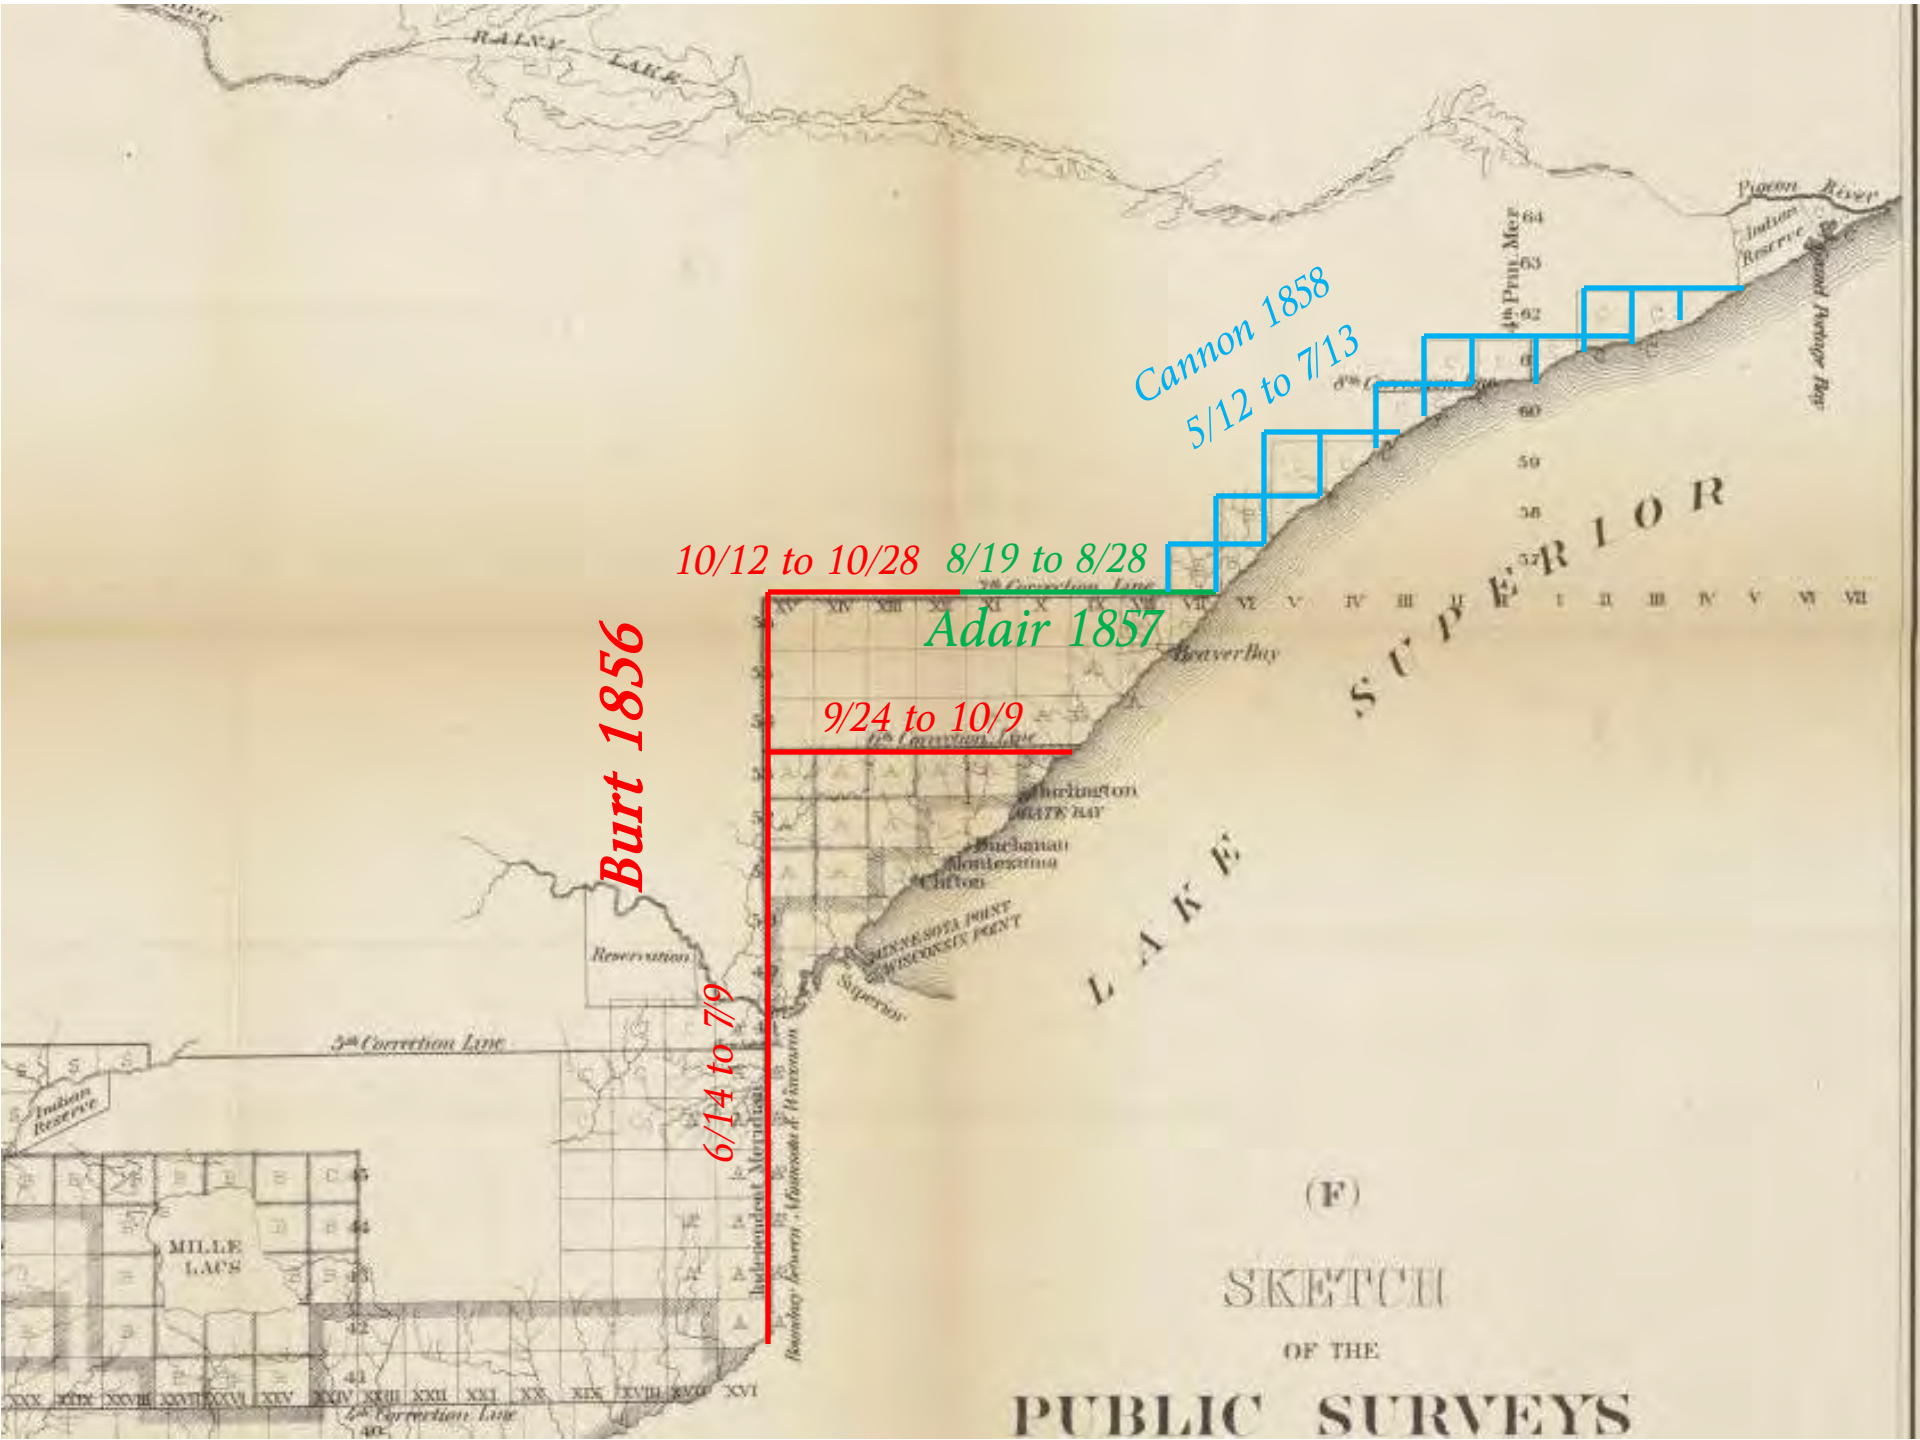 River
RAINY LAKE
Pigeon River
Indian
Reserve
Grand Portage Bay
4th Prin Mer
64
63
62
Cannon 1858
5/12 to 7/13
8th Correction Line
60
59
58
57
10/12 to 10/28
8/19 to 8/28
7th Correction Line
XV XIV XIII XI X IX VIII VII VI V IV III II I I II III IV V VI VII
Adair 1857
Burt 1856
Beaver Bay
LAKE SUPERIOR
9/24 to 10/9
6th Correction Line
Burlington
AGATE BAY
Buchanan
Montezuma
Clifton
MINNESOTA POINT
WISCONSIN POINT
Superior
Reservation
6/14 to 7/9
5th Correction Line
Independent Meridian
Boundary between Minnesota & Wisconsin
Indian
Reserve
45
44
43
42
41
MILLE
LACS
XXX XXIX XXVIII XXVII XXVI XXV XXIV XXIII XXII XXI XX XIX XVIII XVII XVI
4th Correction Line
40
(F)
SKETCH
OF THE
PUBLIC SURVEYS